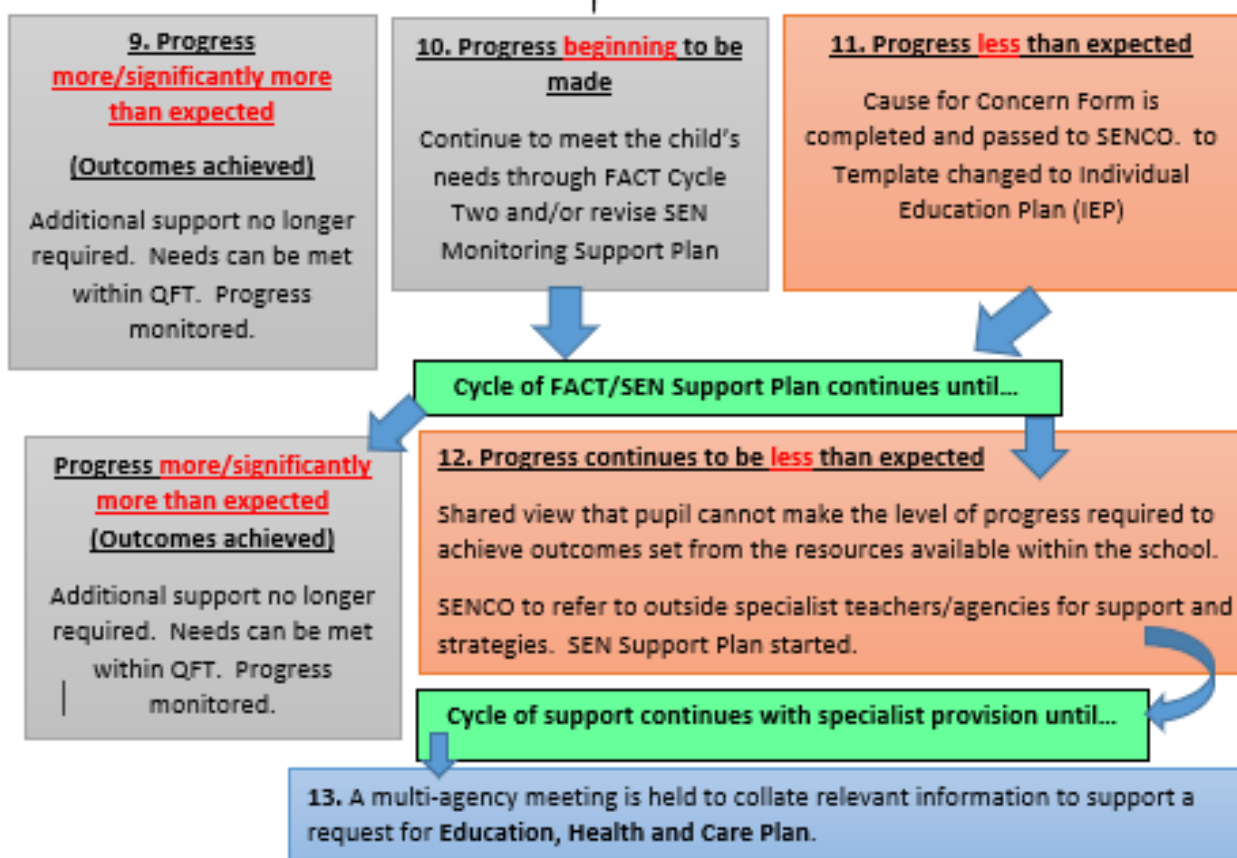 9. Progress
more/significantly more
than expected
(Outcomes achieved)
Additional support no longer
required. Needs can be met
within QFT. Progress
monitored.
10. Progress beginning to be
made
Continue to meet the child's
needs through FACT Cycle
Two and/or revise SEN
Monitoring Support Plan
11. Progress less than expected
Cause for Concern Form is
completed and passed to SENCO. to
Template changed to Individual
Education Plan (IEP)
Cycle of FACT/SEN Support Plan continues until...
Progress more/significantly
more than expected
(Outcomes achieved)
Additional support no longer
required. Needs can be met
within QFT. Progress
monitored.
12. Progress continues to be less than expected
Shared view that pupil cannot make the level of progress required to
achieve outcomes set from the resources available within the school.
SENCO to refer to outside specialist teachers/agencies for support and
strategies. SEN Support Plan started.
Cycle of support continues with specialist provision until...
13. A multi-agency meeting is held to collate relevant information to support a
request for Education, Health and Care Plan.